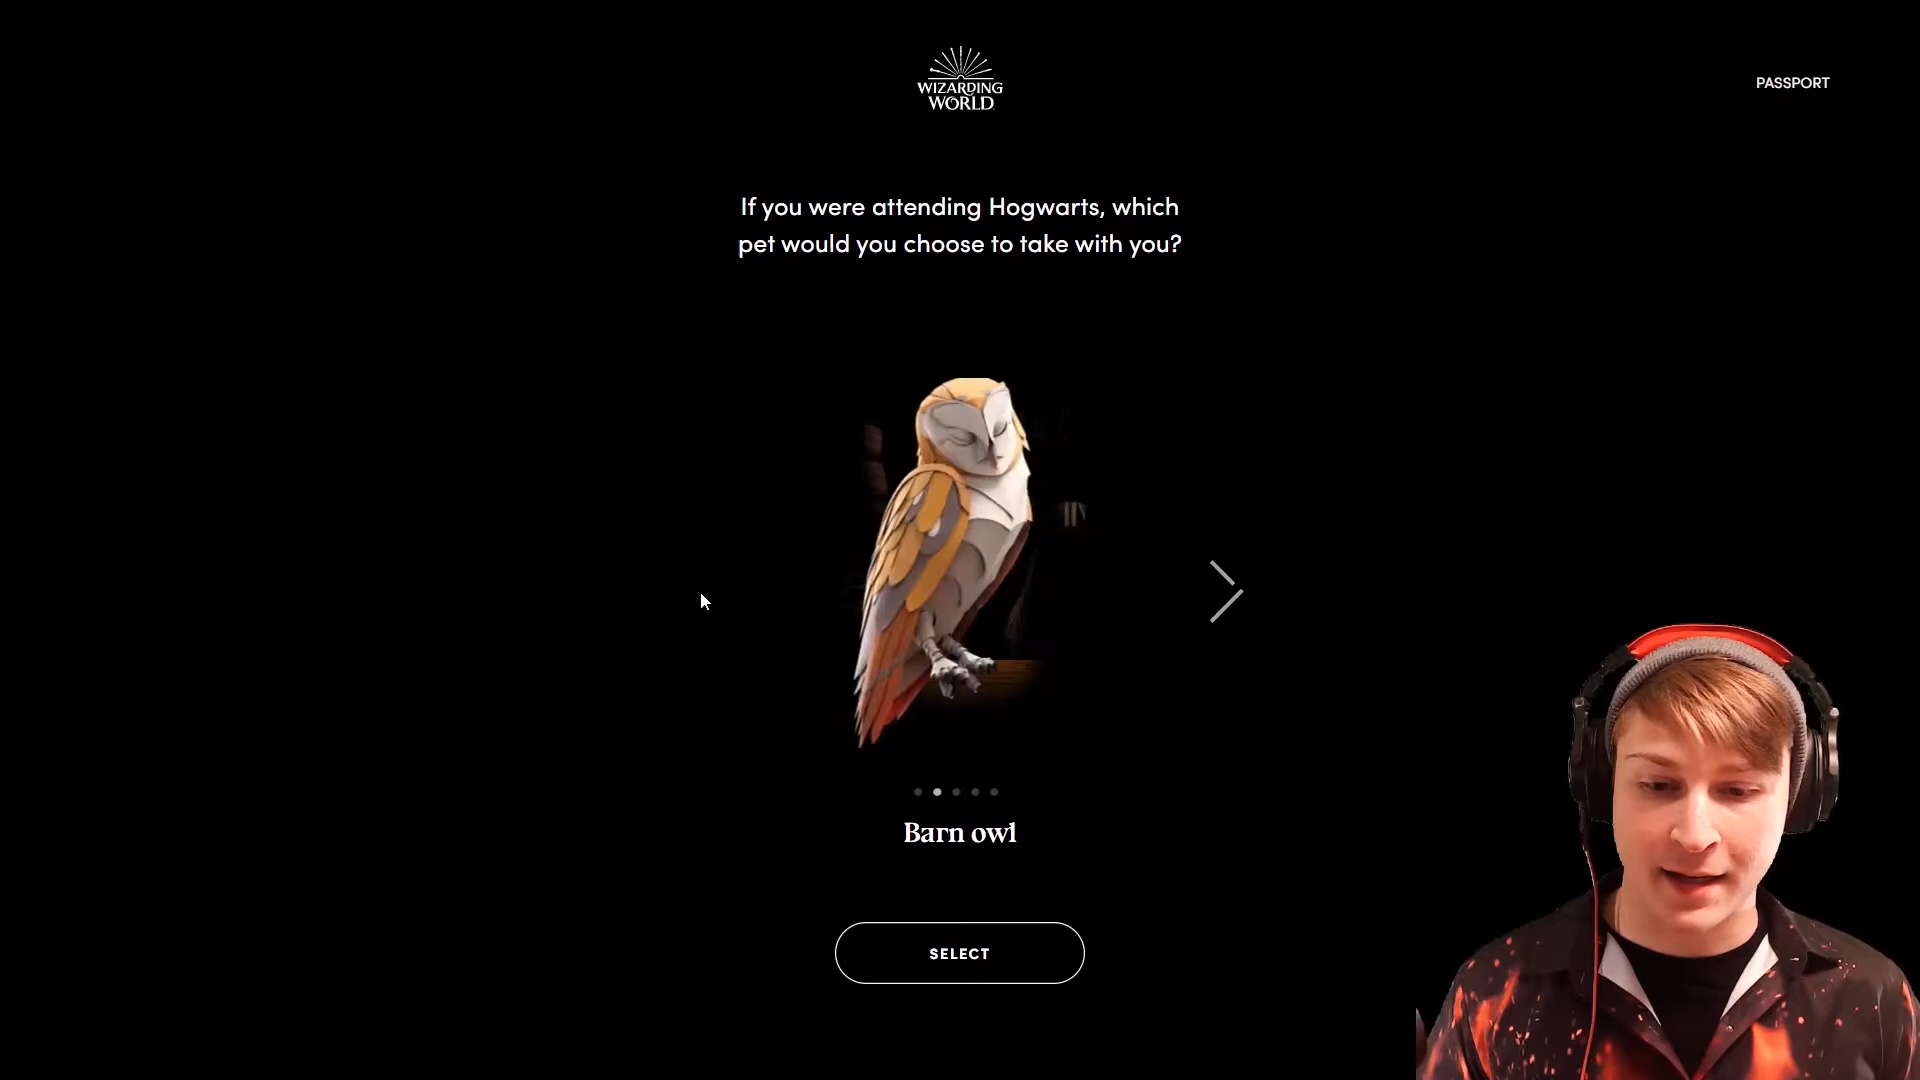 WIZARDING
WORLD
PASSPORT
If you were attending Hogwarts, which
pet would you choose to take with you?
Barn owl
SELECT